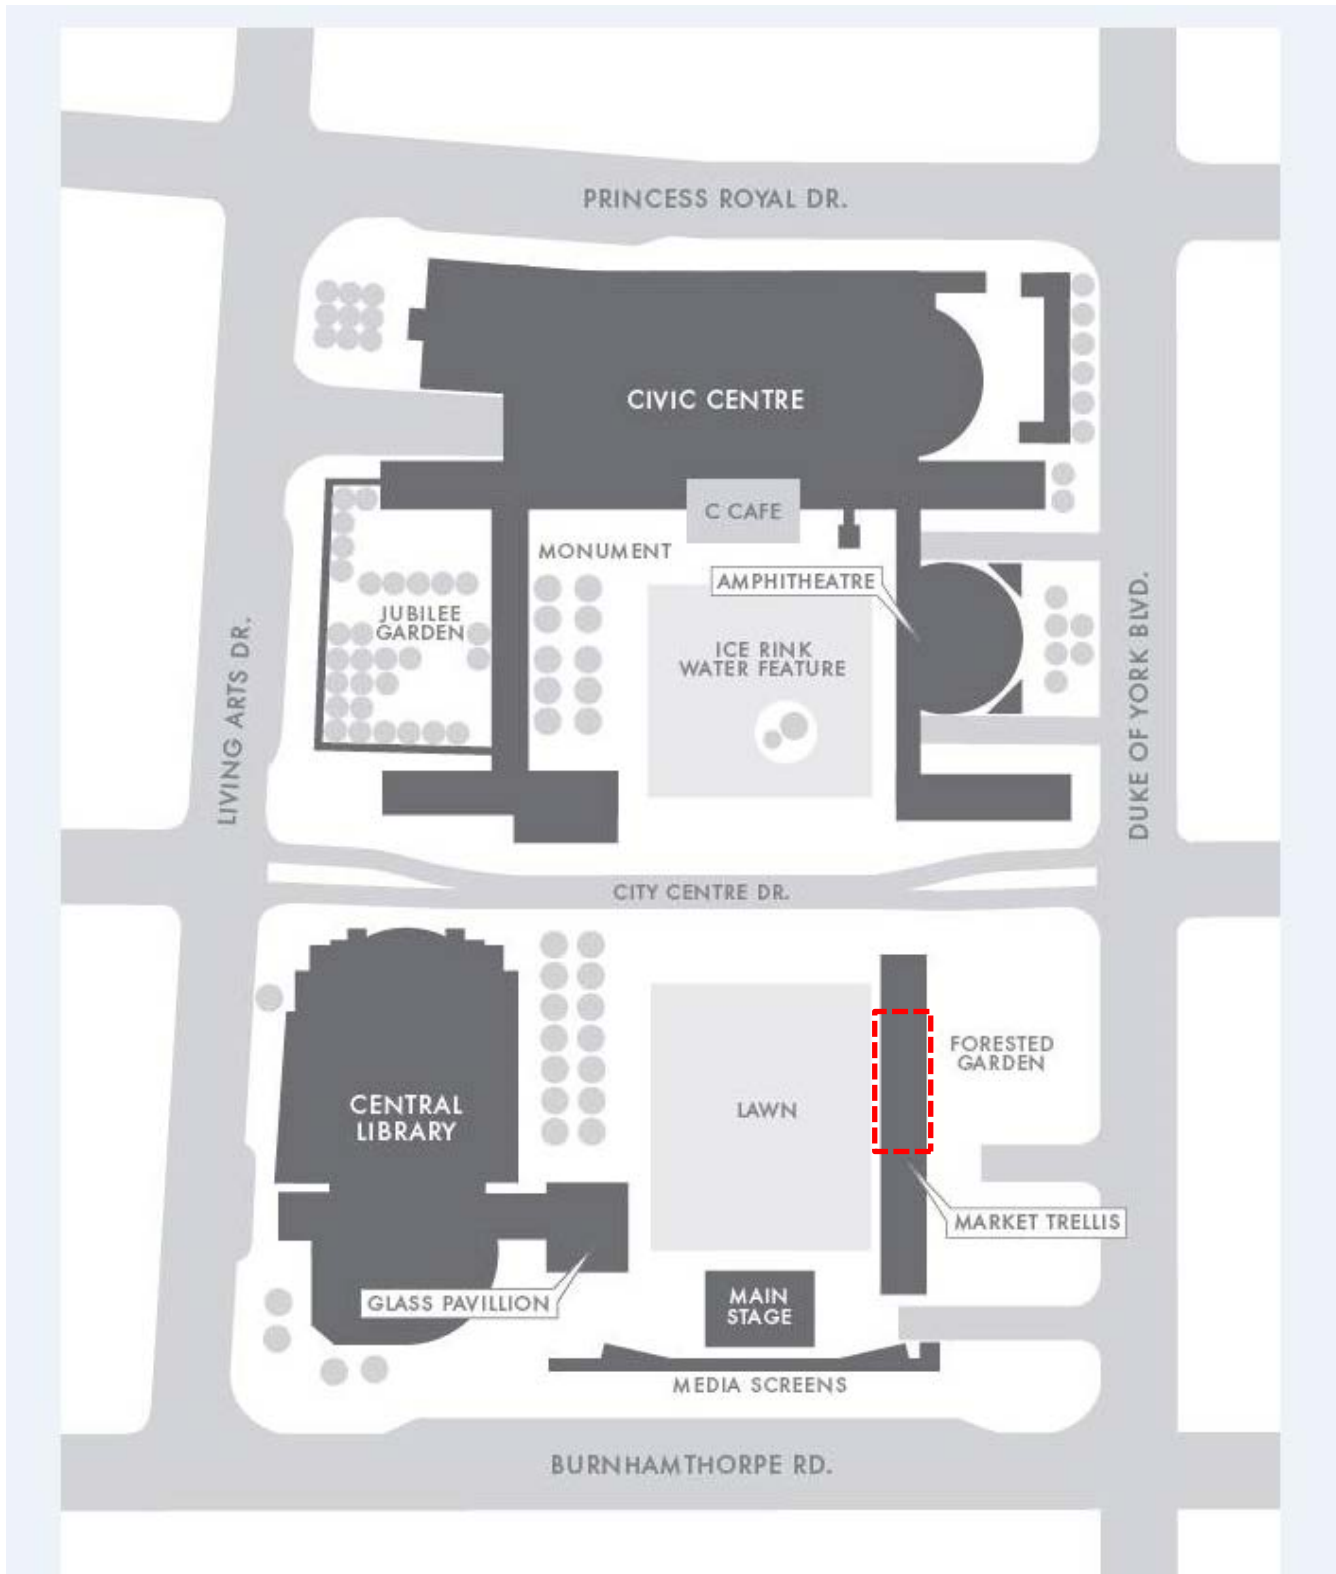 PRINCESS ROYAL DR.
CIVIC CENTRE
C CAFE
MONUMENT
AMPHITHEATRE
JUBILEE
GARDEN
ICE RINK
WATER FEATURE
LIVING ARTS DR.
DUKE OF YORK BLVD.
CITY CENTRE DR.
FORESTED
GARDEN
CENTRAL
LIBRARY
LAWN
MARKET TRELLIS
GLASS PAVILLION
MAIN
STAGE
MEDIA SCREENS
BURNHAMTHORPE RD.